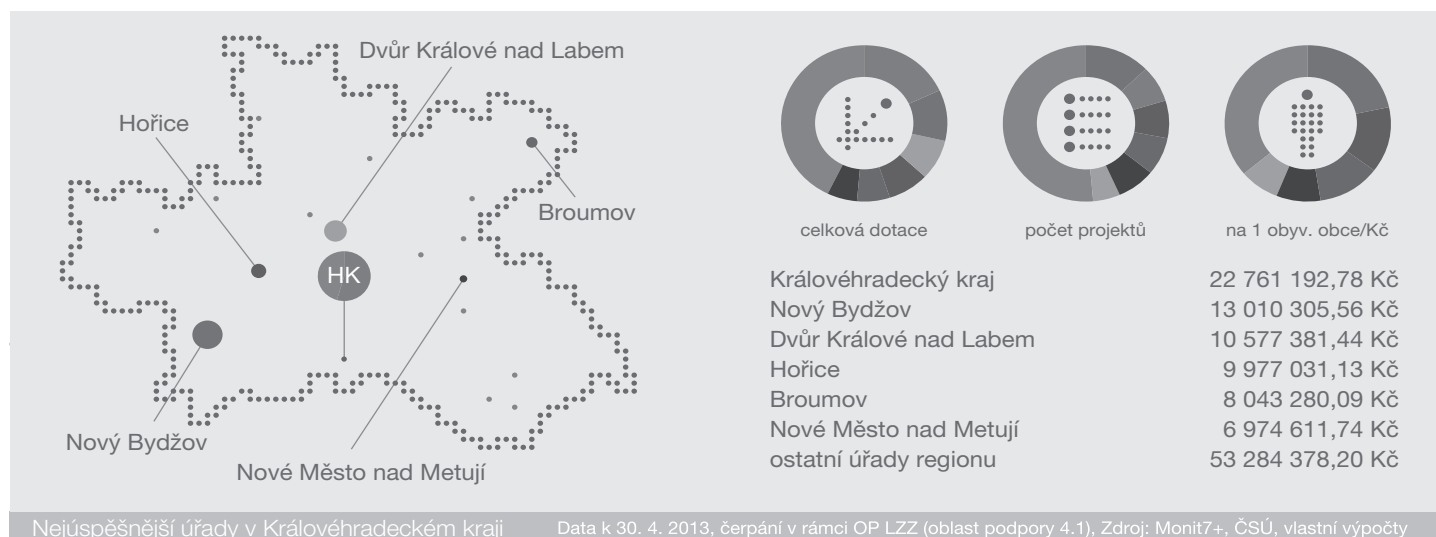 Dvůr Králové nad Labem
Hořice
Broumov
HK
Nový Bydžov
Nové Město nad Metují
celková dotace
počet projektů
na 1 obyv. obce/Kč
Královéhradecký kraj 22 761 192,78 Kč
Nový Bydžov 13 010 305,56 Kč
Dvůr Králové nad Labem 10 577 381,44 Kč
Hořice 9 977 031,13 Kč
Broumov 8 043 280,09 Kč
Nové Město nad Metují 6 974 611,74 Kč
ostatní úřady regionu 53 284 378,20 Kč
Nejúspěšnější úřady v Královéhradeckém kraji
Data k 30. 4. 2013, čerpání v rámci OP LZZ (oblast podpory 4.1), Zdroj: Monit7+, ČSÚ, vlastní výpočty